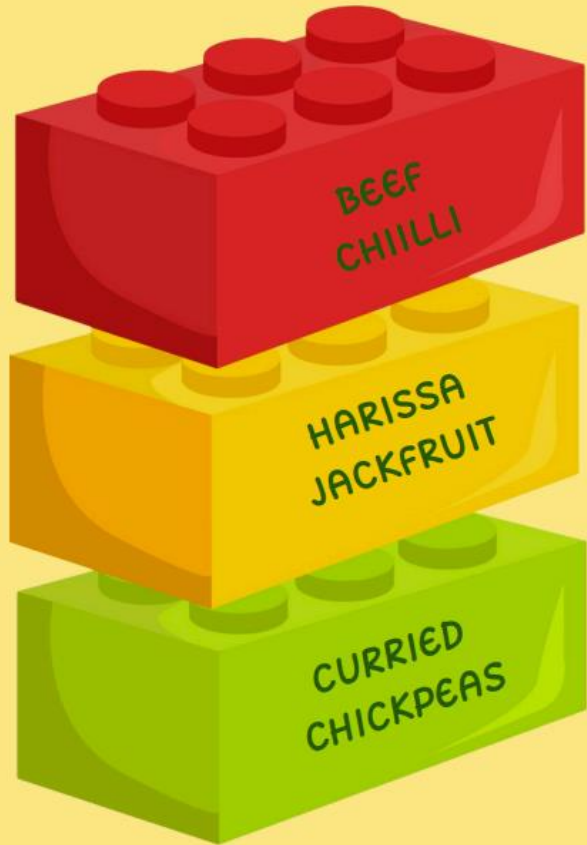 BEEF
CHIILLI
HARISSA
JACKFRUIT
CURRIED
CHICKPEAS